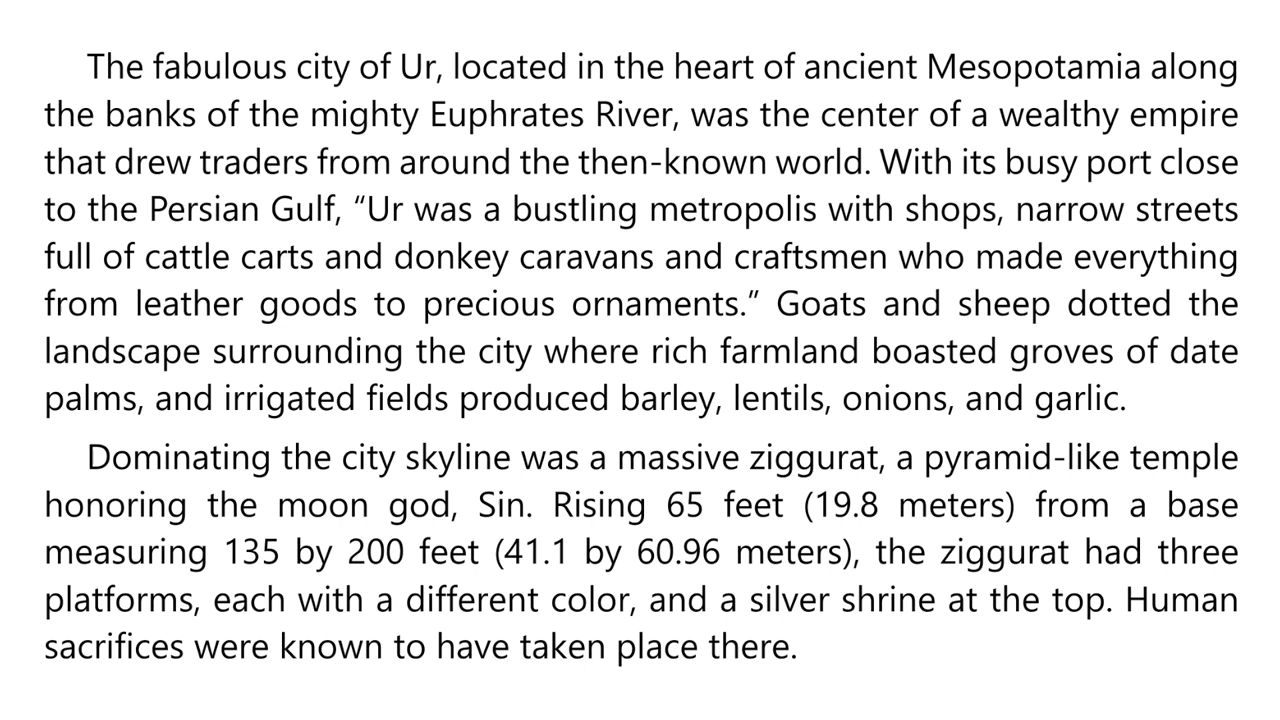 The fabulous city of Ur, located in the heart of ancient Mesopotamia along
the banks of the mighty Euphrates River, was the center of a wealthy empire
that drew traders from around the then-known world. With its busy port close
to the Persian Gulf, “Ur was a bustling metropolis with shops, narrow streets
full of cattle carts and donkey caravans and craftsmen who made everything
from leather goods to precious ornaments.” Goats and sheep dotted the
landscape surrounding the city where rich farmland boasted groves of date
palms, and irrigated fields produced barley, lentils, onions, and garlic.
Dominating the city skyline was a massive ziggurat, a pyramid-like temple
honoring the moon god, Sin. Rising 65 feet (19.8 meters) from a base
measuring 135 by 200 feet (41.1 by 60.96 meters), the ziggurat had three
platforms, each with a different color, and a silver shrine at the top. Human
sacrifices were known to have taken place there.